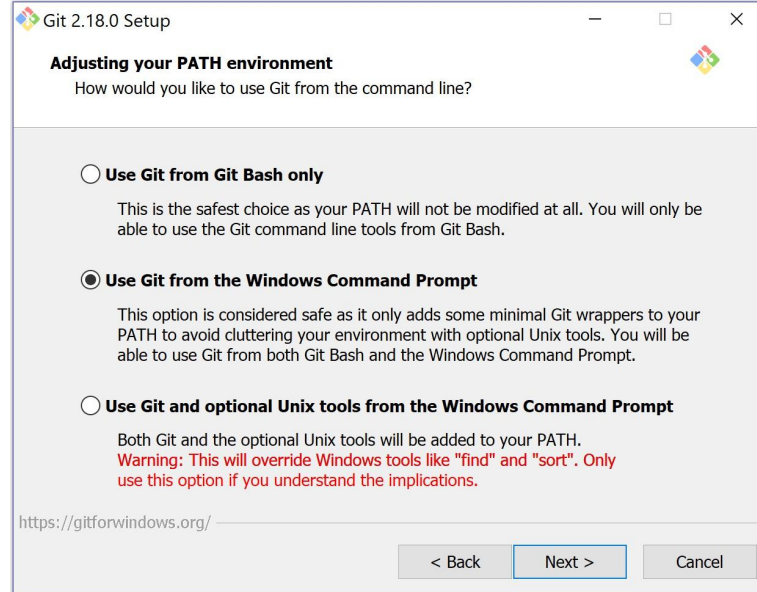 Git 2.18.0 Setup
Adjusting your PATH environment
How would you like to use Git from the command line?
Use Git from Git Bash only
This is the safest choice as your PATH will not be modified at all. You will only be
able to use the Git command line tools from Git Bash.
Use Git from the Windows Command Prompt
This option is considered safe as it only adds some minimal Git wrappers to your
PATH to avoid cluttering your environment with optional Unix tools. You will be
able to use Git from both Git Bash and the Windows Command Prompt.
Use Git and optional Unix tools from the Windows Command Prompt
Both Git and the optional Unix tools will be added to your PATH.
Warning: This will override Windows tools like "find" and "sort". Only
use this option if you understand the implications.
https://gitforwindows.org/
< Back Next > Cancel